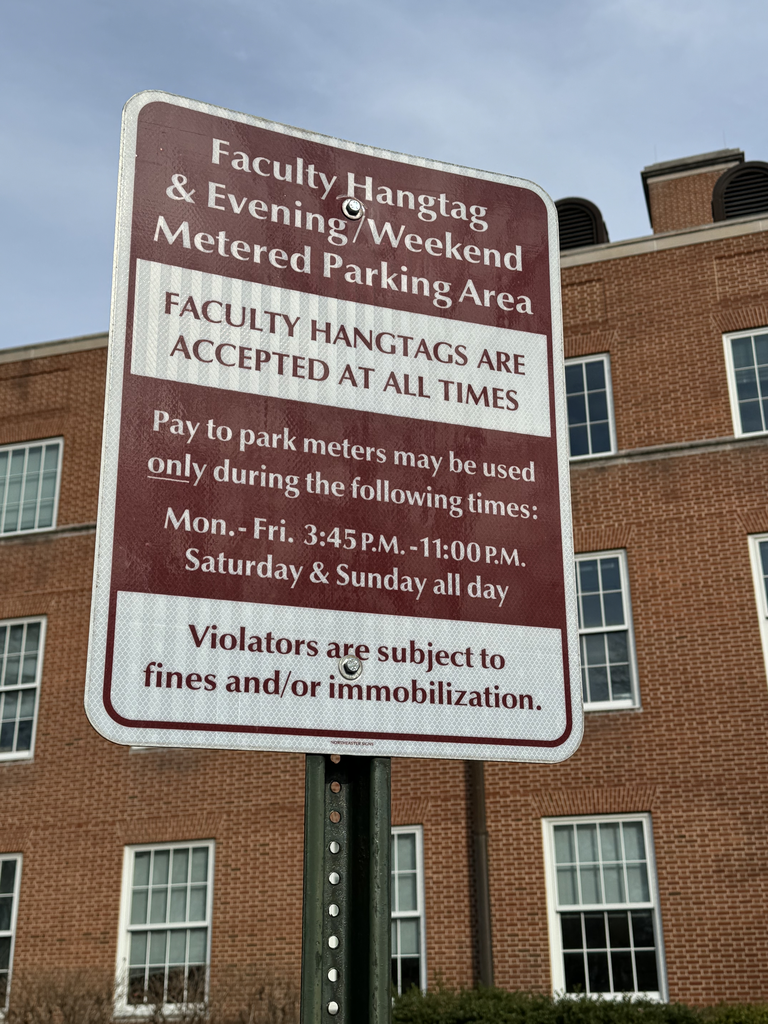 Faculty Hangtag
& Evening/Weekend
Metered Parking Area
FACULTY HANGTAGS ARE
ACCEPTED AT ALL TIMES
Pay to park meters may be used
only during the following times:
Mon.- Fri. 3:45 P.M. -11:00 P.M.
Saturday & Sunday all day
Violators are subject to
fines and/or immobilization.